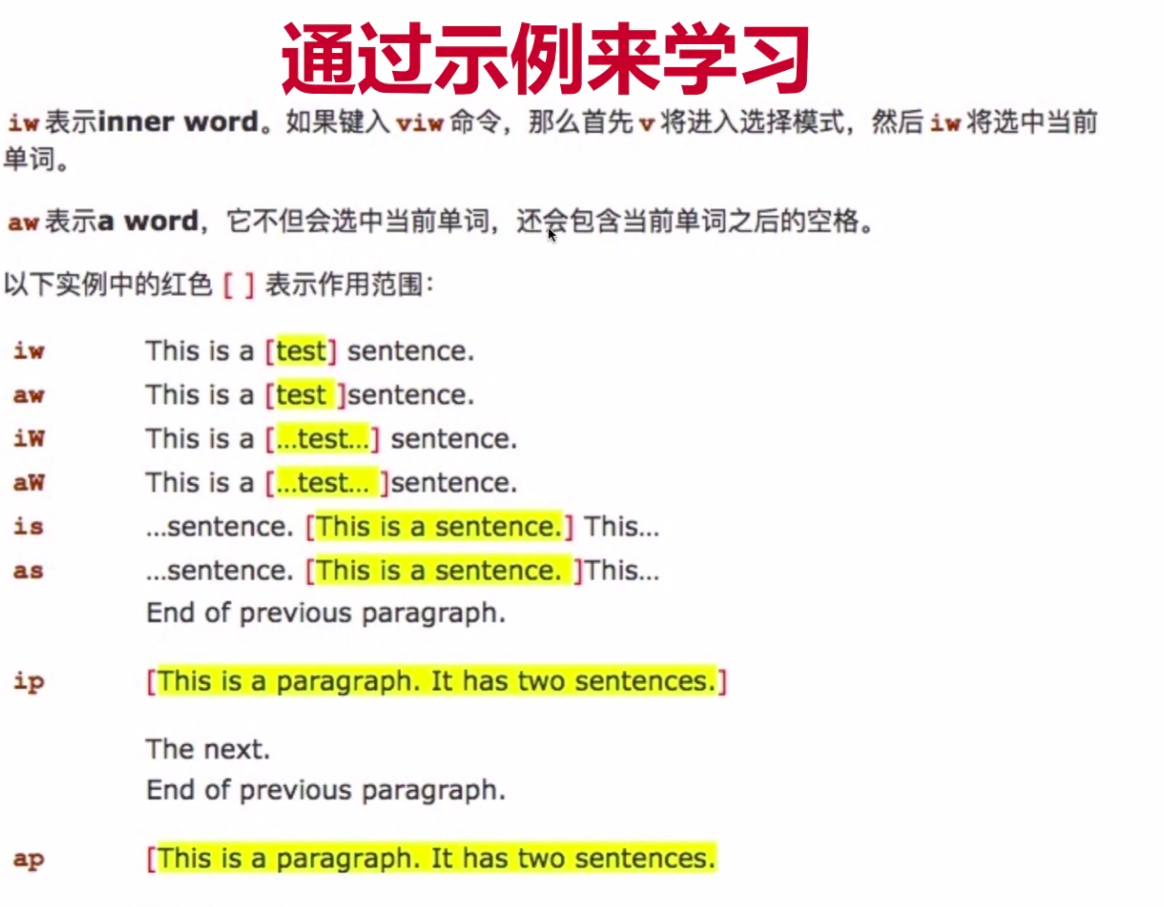 通过示例来学习
iw 表示inner word。如果键入 viw 命令，那么首先 v 将进入选择模式，然后 iw 将选中当前
单词。
aw 表示a word，它不但会选中当前单词，还会包含当前单词之后的空格。
以下实例中的红色 [ ] 表示作用范围：
iw This is a [test] sentence.
aw This is a [test ]sentence.
iW This is a [...test...] sentence.
aW This is a [...test... ]sentence.
is ...sentence. [This is a sentence.] This...
as ...sentence. [This is a sentence. ]This...
End of previous paragraph.
ip [This is a paragraph. It has two sentences.]
The next.
End of previous paragraph.
ap [This is a paragraph. It has two sentences.